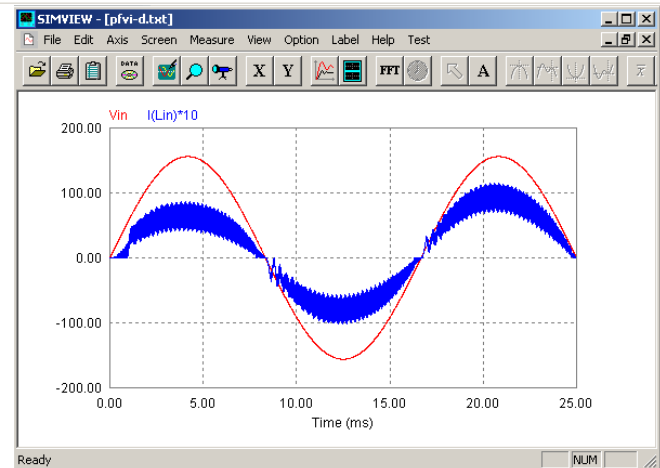 SIMVIEW - [pfvi-d.txt]
File Edit Axis Screen Measure View Option Label Help Test
DATA X Y FFT A x
Vin I(Lin)*10
200.00
100.00
0.00
-100.00
-200.00
0.00 5.00 10.00 15.00 20.00 25.00
Time (ms)
Ready NUM